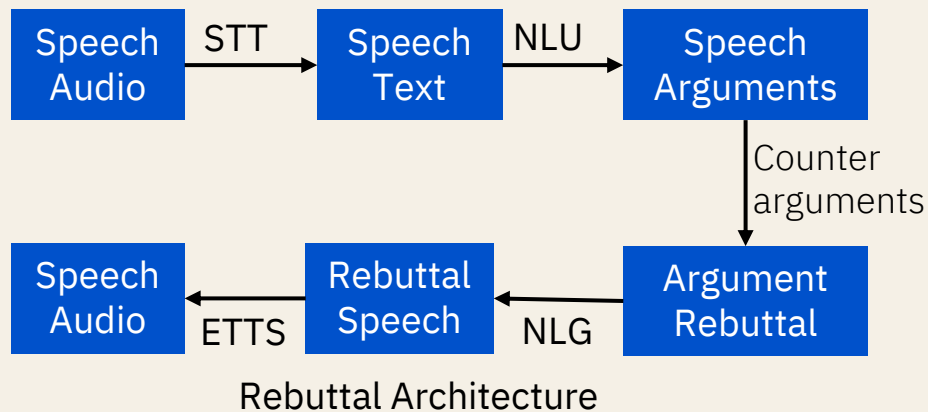 Speech
Audio
STT
Speech
Text
NLU
Speech
Arguments
Counter
arguments
Argument
Rebuttal
NLG
Rebuttal
Speech
ETTS
Speech
Audio
Rebuttal Architecture